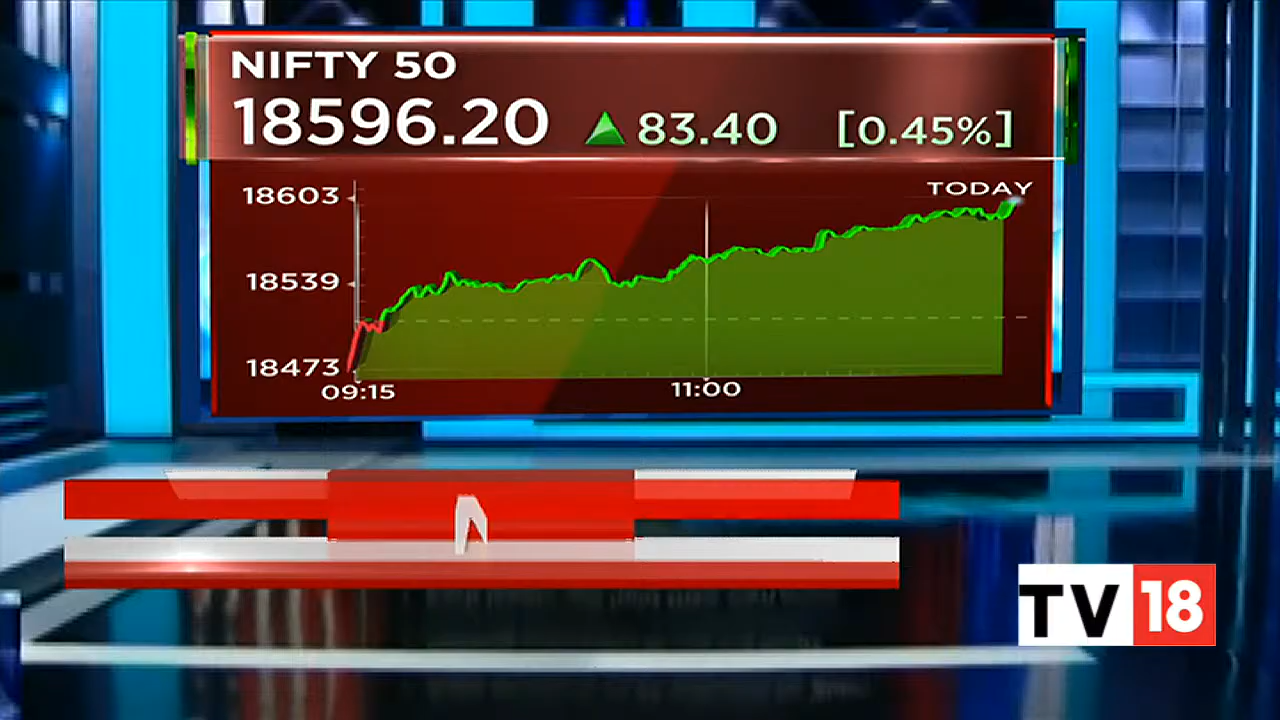 NIFTY 50
18596.20 ▲ 83.40 [0.45%]
TODAY
18603
18539
18473
09:15 11:00
TV18